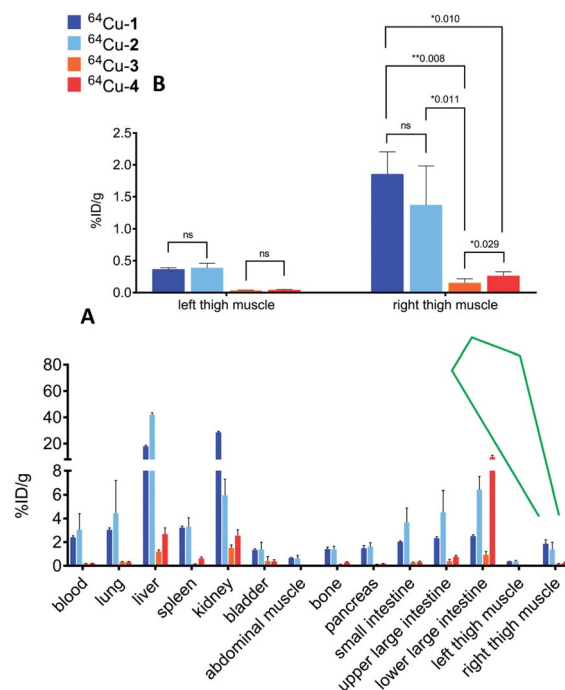 ⁶⁴Cu-1
⁶⁴Cu-2
⁶⁴Cu-3
⁶⁴Cu-4
B
*0.010
**0.008
*0.011
ns
*0.029
ns
ns
%ID/g
2.5
2.0
1.5
1.0
0.5
0.0
left thigh muscle
right thigh muscle
A
%ID/g
80
60
40
20
8
6
4
2
0
blood
lung
liver
spleen
kidney
bladder
abdominal muscle
bone
pancreas
small intestine
upper large intestine
lower large intestine
left thigh muscle
right thigh muscle